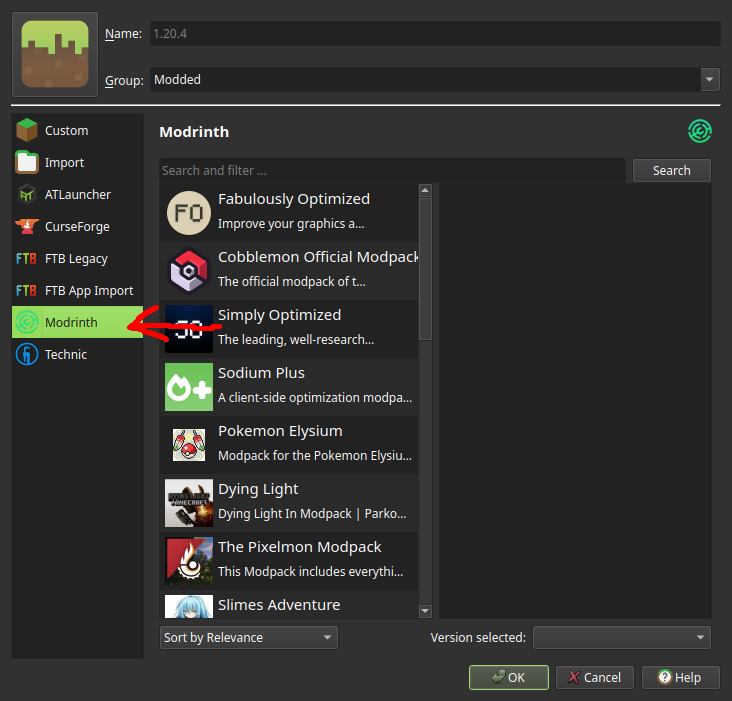 Name: 1.20.4
Group: Modded
Custom
Import
ATLauncher
CurseForge
FTB Legacy
FTB App Import
Modrinth
Technic
Modrinth
Search and filter ...
Search
FO
Fabulously Optimized
Improve your graphics a...
Cobblemon Official Modpack
The official modpack of t...
SO
Simply Optimized
The leading, well-research...
Sodium Plus
A client-side optimization modpa...
Pokemon Elysium
Modpack for the Pokemon Elysiu...
DYING LIGHT
MINECRAFT
Dying Light
Dying Light In Modpack | Parko...
The Pixelmon Modpack
This Modpack includes everythi...
Slimes Adventure
Sort by Relevance
Version selected:
OK
Cancel
Help